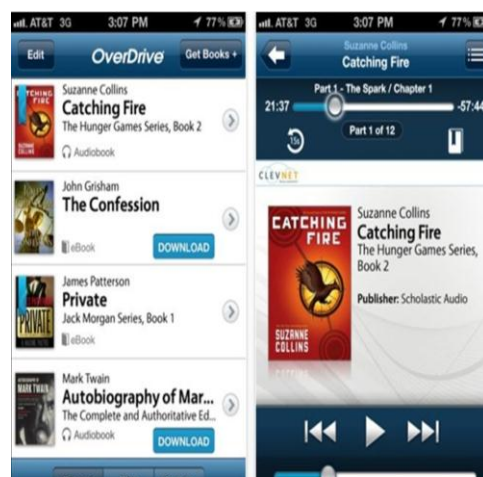 AT&T 3G 3:07 PM 77%
Edit OverDrive Get Books +
Suzanne Collins
Catching Fire
The Hunger Games Series, Book 2
Audiobook
John Grisham
The Confession
eBook DOWNLOAD
James Patterson
Private
Jack Morgan Series, Book 1
eBook
Mark Twain
Autobiography of Mar...
The Complete and Authoritative Ed...
Audiobook DOWNLOAD
CATCHING
FIRE
PRIVATE
MARK TWAIN
AT&T 3G 3:07 PM 77%
Suzanne Collins
Catching Fire
Part 1 - The Spark / Chapter 1
21:37 -57:44
15s Part 1 of 12
CLEVNET
CATCHING
FIRE
SUZANNE
COLLINS
Suzanne Collins
Catching Fire
The Hunger Games Series,
Book 2
Publisher: Scholastic Audio